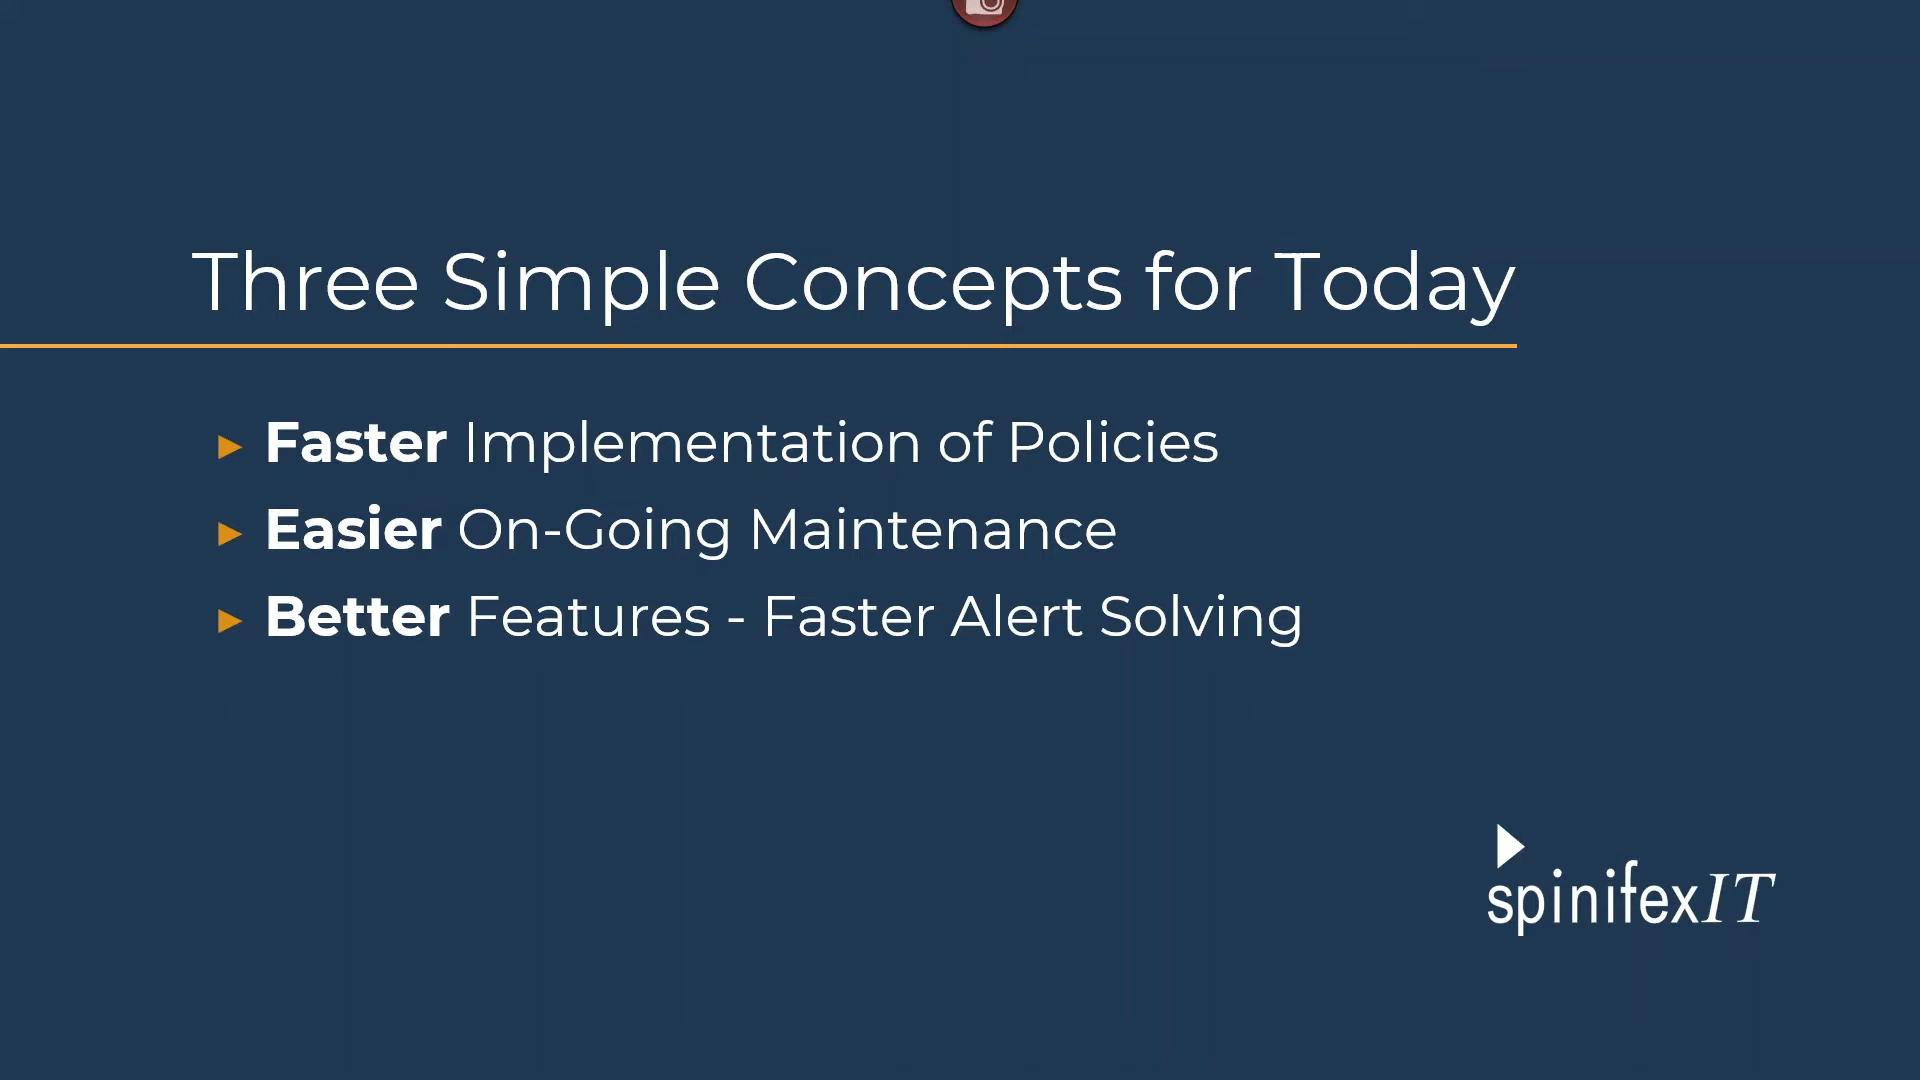 Three Simple Concepts for Today
Faster Implementation of Policies
Easier On-Going Maintenance
Better Features - Faster Alert Solving
spinifexIT